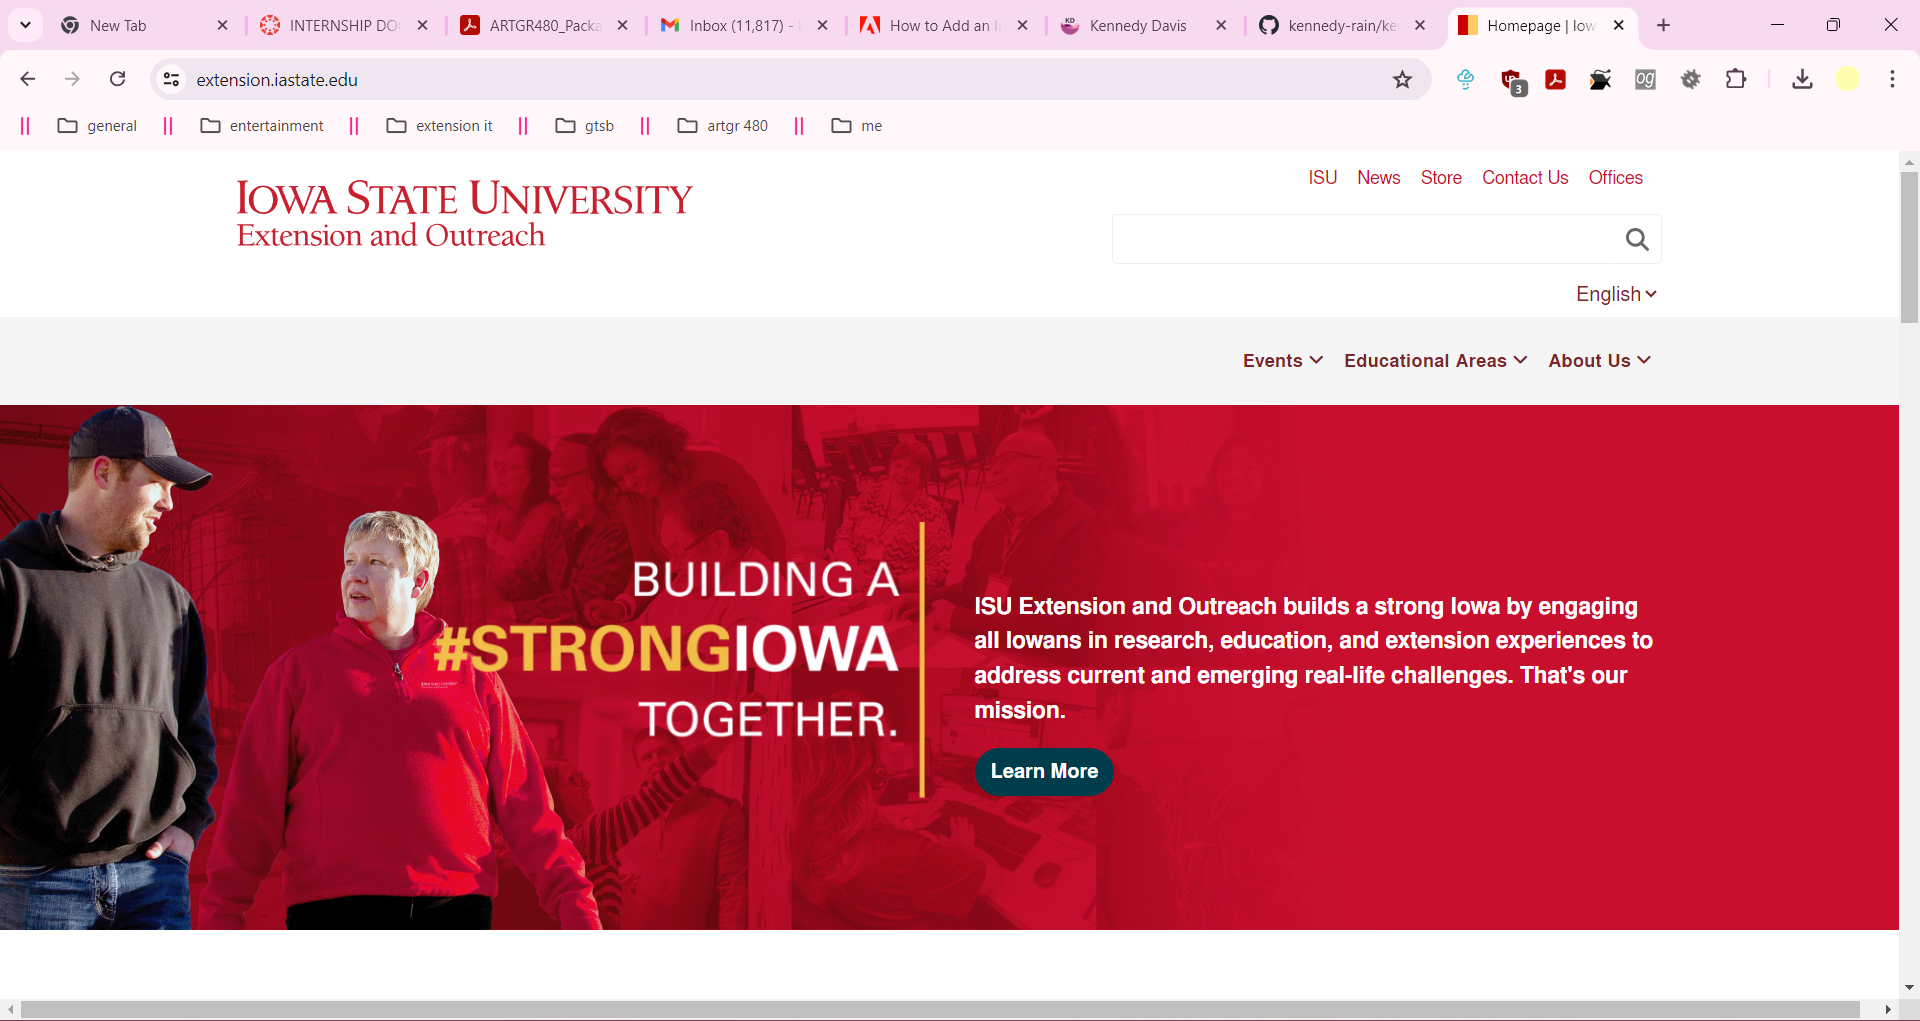 New Tab
INTERNSHIP DOC
ARTGR480_Packa
Inbox (11,817) -
How to Add an I
Kennedy Davis
kennedy-rain/ke
Homepage | Iow
extension.iastate.edu
3
og
general
entertainment
extension it
gtsb
artgr 480
me
IOWA STATE UNIVERSITY
Extension and Outreach
ISU News Store Contact Us Offices
English
Events Educational Areas About Us
BUILDING A
#STRONGIOWA
TOGETHER.
ISU Extension and Outreach builds a strong Iowa by engaging
all Iowans in research, education, and extension experiences to
address current and emerging real-life challenges. That's our
mission.
Learn More